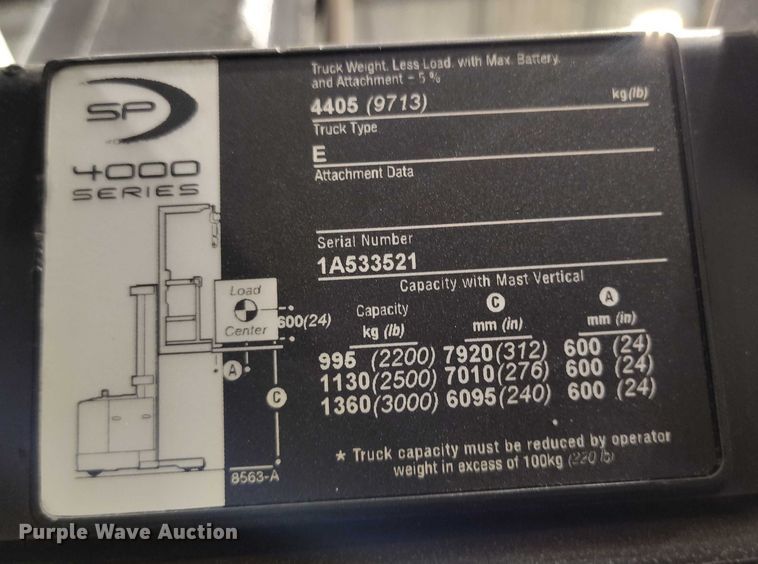 SP
4000
SERIES
Truck Weight, Less Load, with Max. Battery,
and Attachment - 5 %
4405 (9713) kg(lb)
Truck Type
E
Attachment Data
Serial Number
1A533521
Capacity with Mast Vertical
Load
Center
600(24)
A
C
8563-A
Capacity C A
kg (lb) mm (in) mm (in)
995 (2200) 7920 (312) 600 (24)
1130 (2500) 7010 (276) 600 (24)
1360 (3000) 6095 (240) 600 (24)
* Truck capacity must be reduced by operator
weight in excess of 100kg (220 lb)
Purple Wave Auction